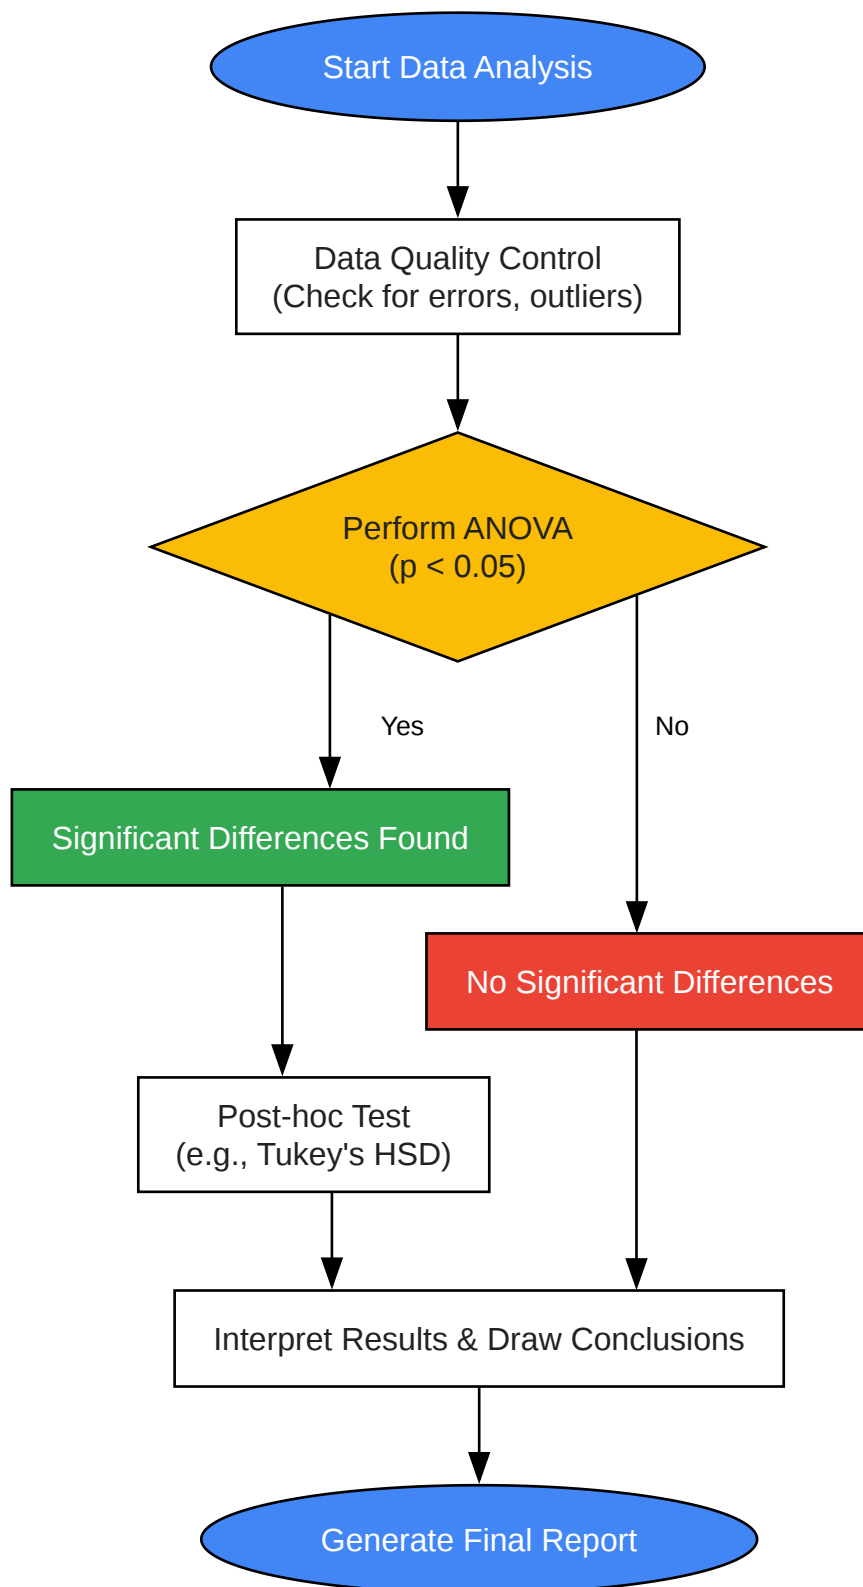 Start Data Analysis
Data Quality Control
(Check for errors, outliers)
Perform ANOVA
(p < 0.05)
Yes
No
Significant Differences Found
No Significant Differences
Post-hoc Test
(e.g., Tukey's HSD)
Interpret Results & Draw Conclusions
Generate Final Report